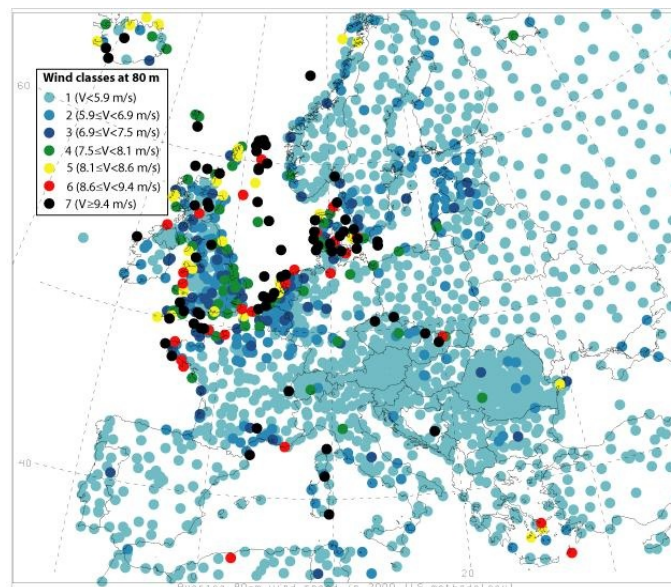 60
Wind classes at 80 m
1 (V<5.9 m/s)
2 (5.9≤V<6.9 m/s)
3 (6.9≤V<7.5 m/s)
4 (7.5≤V<8.1 m/s)
5 (8.1≤V<8.6 m/s)
6 (8.6≤V<9.4 m/s)
7 (V≥9.4 m/s)
40
20